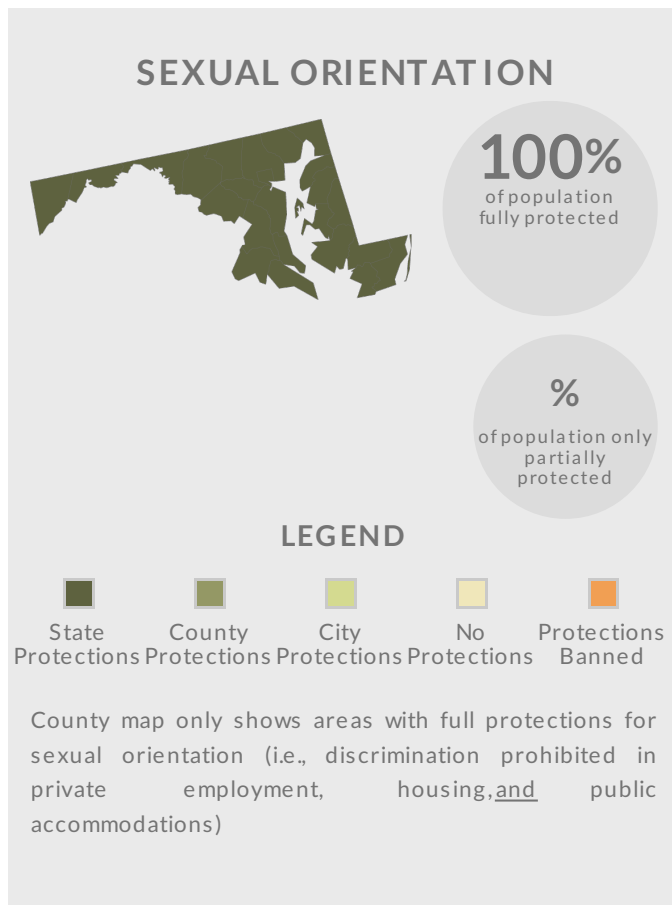 SEXUAL ORIENTATION
100%
of population
fully protected
%
of population only
partially
protected
LEGEND
State
Protections
County
Protections
City
Protections
No
Protections
Protections
Banned
County map only shows areas with full protections for
sexual orientation (i.e., discrimination prohibited in
private employment, housing, and public
accommodations)